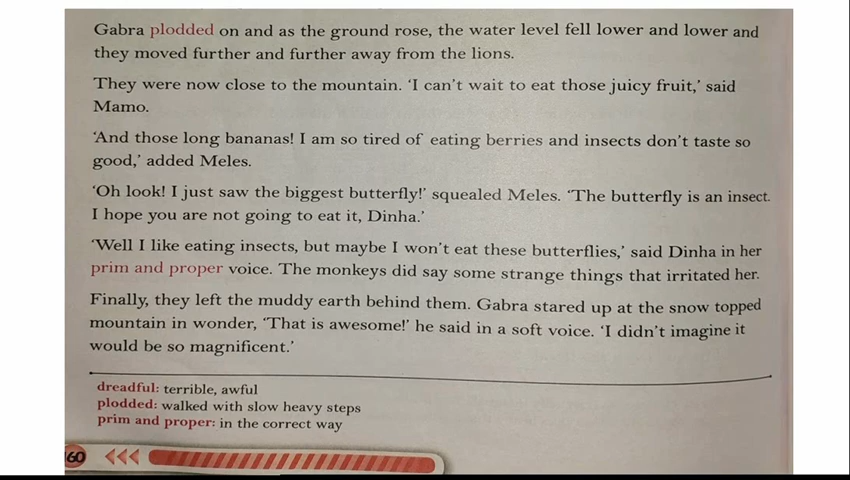 Gabra plodded on and as the ground rose, the water level fell lower and lower and
they moved further and further away from the lions.
They were now close to the mountain. ‘I can’t wait to eat those juicy fruit,’ said
Mamo.
‘And those long bananas! I am so tired of eating berries and insects don’t taste so
good,’ added Meles.
‘Oh look! I just saw the biggest butterfly!’ squealed Meles. ‘The butterfly is an insect.
I hope you are not going to eat it, Dinha.’
‘Well I like eating insects, but maybe I won’t eat these butterflies,’ said Dinha in her
prim and proper voice. The monkeys did say some strange things that irritated her.
Finally, they left the muddy earth behind them. Gabra stared up at the snow topped
mountain in wonder, ‘That is awesome!’ he said in a soft voice. ‘I didn’t imagine it
would be so magnificent.’
dreadful: terrible, awful
plodded: walked with slow heavy steps
prim and proper: in the correct way
60